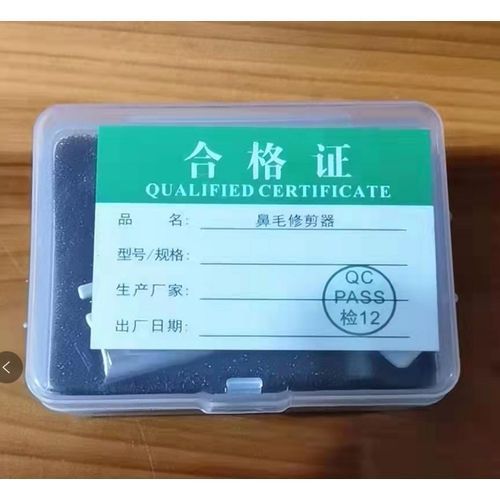 合格证
QUALIFIED CERTIFICATE
品 名: 鼻毛修剪器
型号/规格:
生产厂家:
出厂日期:
QC
PASS
检12